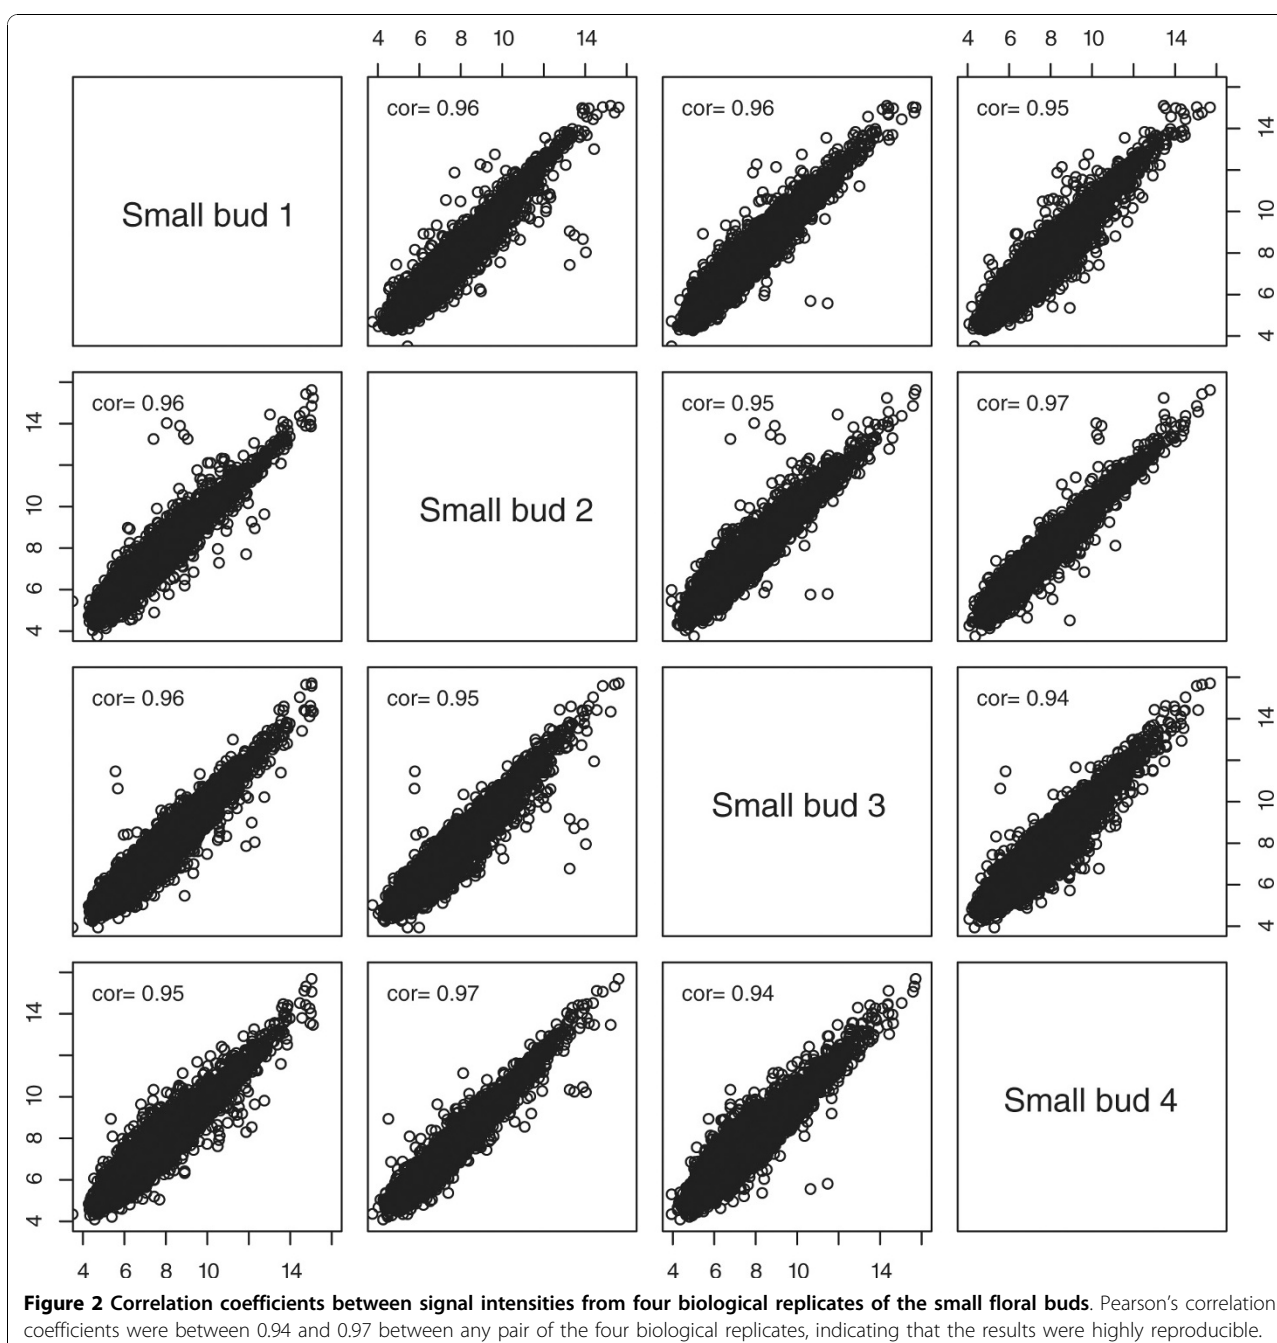 4 6 8 10 14 4 6 8 10 14
Small bud 1 cor= 0.96 cor= 0.96 cor= 0.95
14
10
8
6
4
cor= 0.96 Small bud 2 cor= 0.95 cor= 0.97
14
10
8
6
4
cor= 0.96 cor= 0.95 Small bud 3 cor= 0.94
14
10
8
6
4
cor= 0.95 cor= 0.97 cor= 0.94 Small bud 4
14
10
8
6
4
4 6 8 10 14 4 6 8 10 14
Figure 2 Correlation coefficients between signal intensities from four biological replicates of the small floral buds. Pearson's correlation
coefficients were between 0.94 and 0.97 between any pair of the four biological replicates, indicating that the results were highly reproducible.